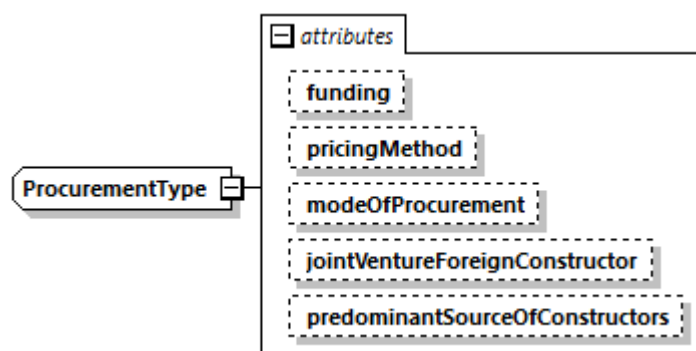 attributes
funding
pricingMethod
ProcurementType
modeOfProcurement
jointVentureForeignConstructor
predominantSourceOfConstructors